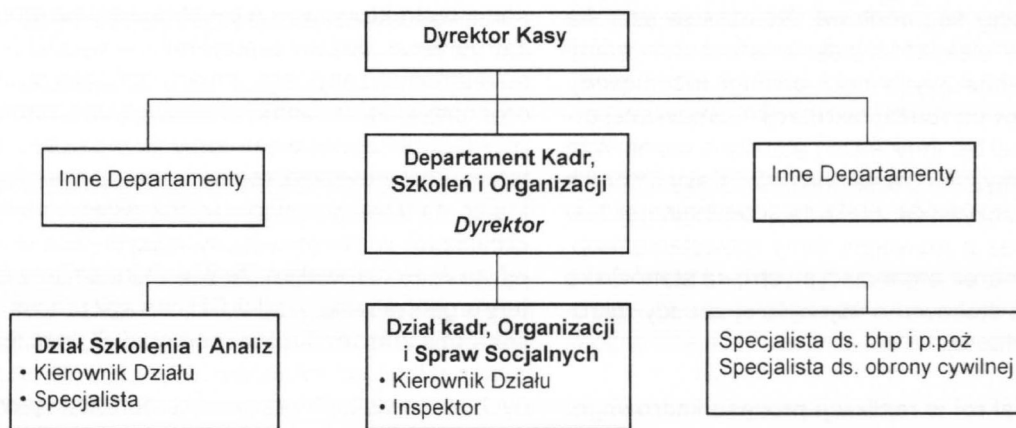 Dyrektor Kasy
Inne Departamenty
Departament Kadr,
Szkoleń i Organizacji
Dyrektor
Inne Departamenty
Dział Szkolenia i Analiz
• Kierownik Działu
• Specjalista
Dział kadr, Organizacji
i Spraw Socjalnych
• Kierownik Działu
• Inspektor
Specjalista ds. bhp i p.poż
Specjalista ds. obrony cywilnej